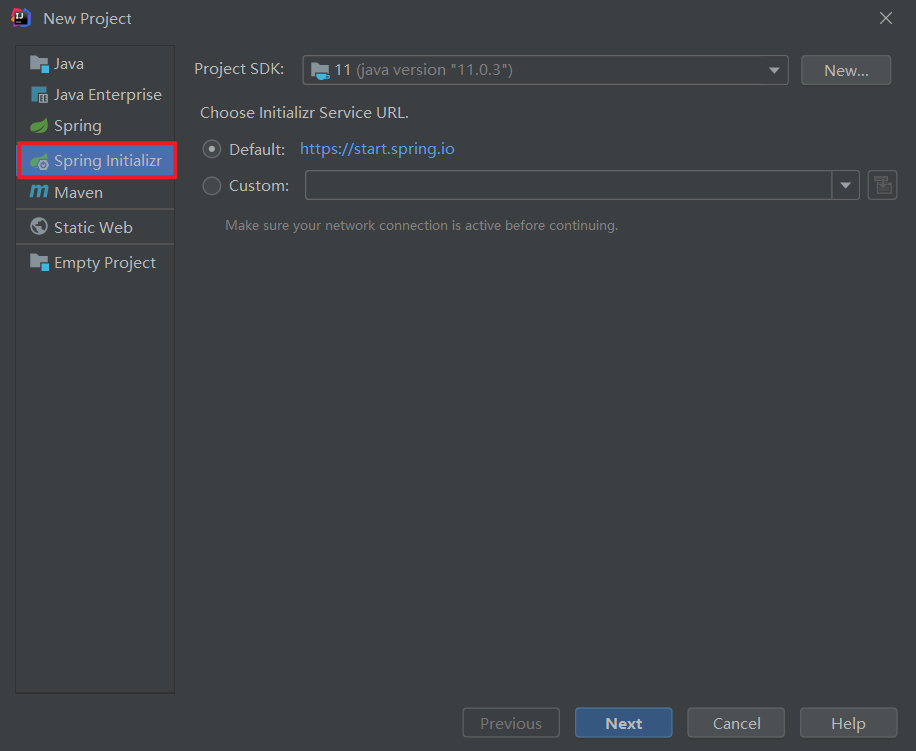 New Project
Java
Java Enterprise
Spring
Spring Initializr
Maven
Static Web
Empty Project
Project SDK: 11 (java version "11.0.3") New...
Choose Initializr Service URL.
Default: https://start.spring.io
Custom:
Make sure your network connection is active before continuing.
Previous Next Cancel Help